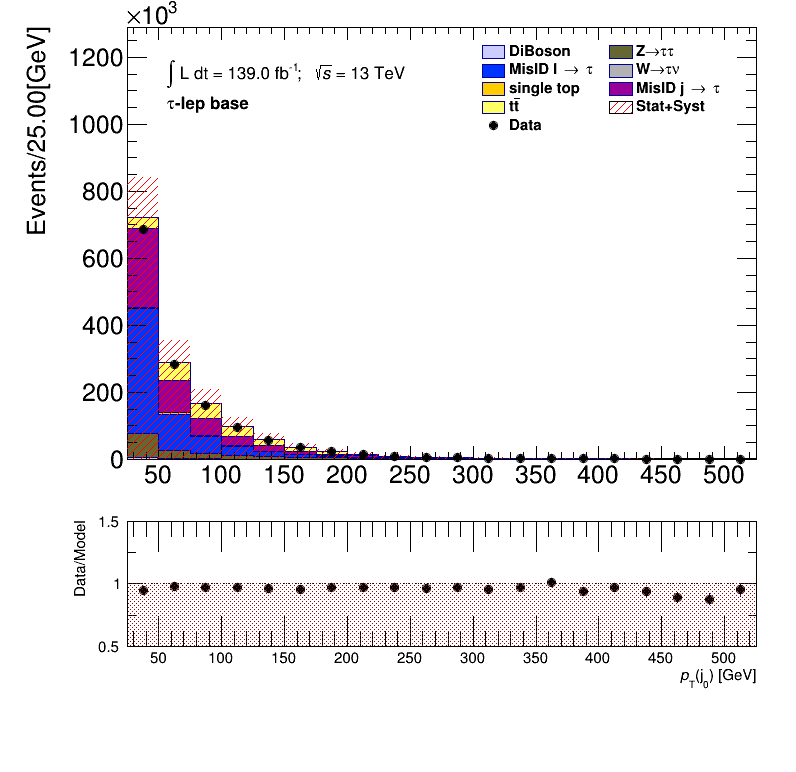 ×10³
Events/25.00[GeV]
1200
1000
800
600
400
200
0
∫ L dt = 139.0 fb⁻¹; √s = 13 TeV
τ-lep base
DiBoson
MisID l → τ
single top
tt̄
Data
Z→ττ
W→τν
MisID j → τ
Stat+Syst
50 100 150 200 250 300 350 400 450 500
Data/Model
1.5
1
0.5
50 100 150 200 250 300 350 400 450 500
p_T(j_0) [GeV]